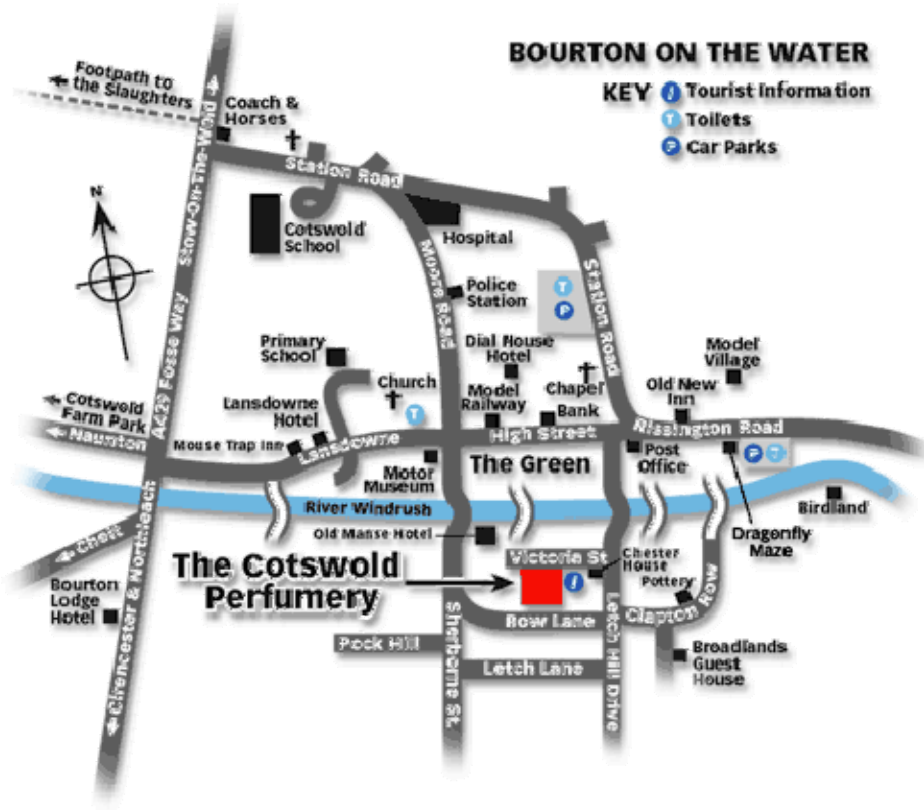 BOURTON ON THE WATER
KEY
i Tourist Information
T Toilets
P Car Parks
Footpath to
the Slaughters
Coach &
Horses
Stow-On-The-Wold
Station Road
N
Cotswold
School
Hospital
Moore Road
Police
Station
T
P
Station Road
A429 Fosse Way
Primary
School
Dial House
Hotel
Model
Village
Church
Chapel
Old New
Inn
Cotswold
Farm Park
Naunton
Lansdowne
Hotel
T
Model
Railway
Bank
Mouse Trap Inn
Lansdowne
High Street
Rissington Road
Motor
Museum
The Green
Post
Office
P T
River Windrush
Birdland
Old Manse Hotel
Dragonfly
Maze
Victoria St
Chester
House
The Cotswold
Perfumery
i
Pottery
Clapton Row
Bourton
Lodge
Hotel
Cirencester & Northleach
Row Lane
Sherborne St.
Letch Hill Drive
Letch Lane
Broadlands
Guest
House